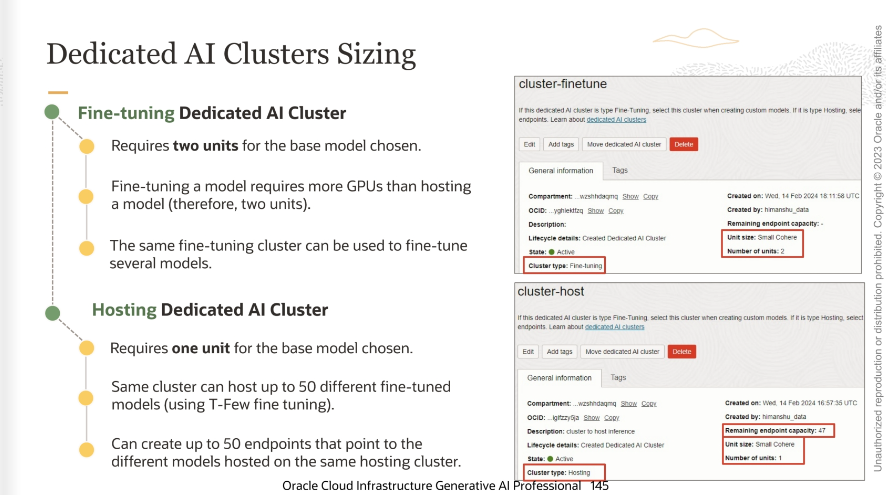 Dedicated AI Clusters Sizing
Fine-tuning Dedicated AI Cluster
Requires two units for the base model chosen.
Fine-tuning a model requires more GPUs than hosting
a model (therefore, two units).
The same fine-tuning cluster can be used to fine-tune
several models.
Hosting Dedicated AI Cluster
Requires one unit for the base model chosen.
Same cluster can host up to 50 different fine-tuned
models (using T-Few fine tuning).
Can create up to 50 endpoints that point to the
different models hosted on the same hosting cluster.
cluster-finetune
If this dedicated AI cluster is type Fine-Tuning, select this cluster when creating custom models. If it is type Hosting, sele
endpoints. Learn about dedicated AI clusters
Edit Add tags Move dedicated AI cluster Delete
General information Tags
Compartment: ...wzshhdaqmq Show Copy
OCID: ...yghlektfzq Show Copy
Description:
Lifecycle details: Created Dedicated AI Cluster
State: Active
Cluster type: Fine-tuning
Created on: Wed, 14 Feb 2024 18:11:58 UTC
Created by: himanshu_data
Remaining endpoint capacity: -
Unit size: Small Cohere
Number of units: 2
cluster-host
If this dedicated AI cluster is type Fine-Tuning, select this cluster when creating custom models. If it is type Hosting, select
endpoints. Learn about dedicated AI clusters
Edit Add tags Move dedicated AI cluster Delete
General information Tags
Compartment: ...wzshhdaqmq Show Copy
OCID: ...iglfzzy5ja Show Copy
Description: cluster to host inference
Lifecycle details: Created Dedicated AI Cluster
State: Active
Cluster type: Hosting
Created on: Wed, 14 Feb 2024 16:57:35 UTC
Created by: himanshu_data
Remaining endpoint capacity: 47
Unit size: Small Cohere
Number of units: 1
Oracle Cloud Infrastructure Generative AI Professional 145
Unauthorized reproduction or distribution prohibited. Copyright © 2023 Oracle and/or its affiliates